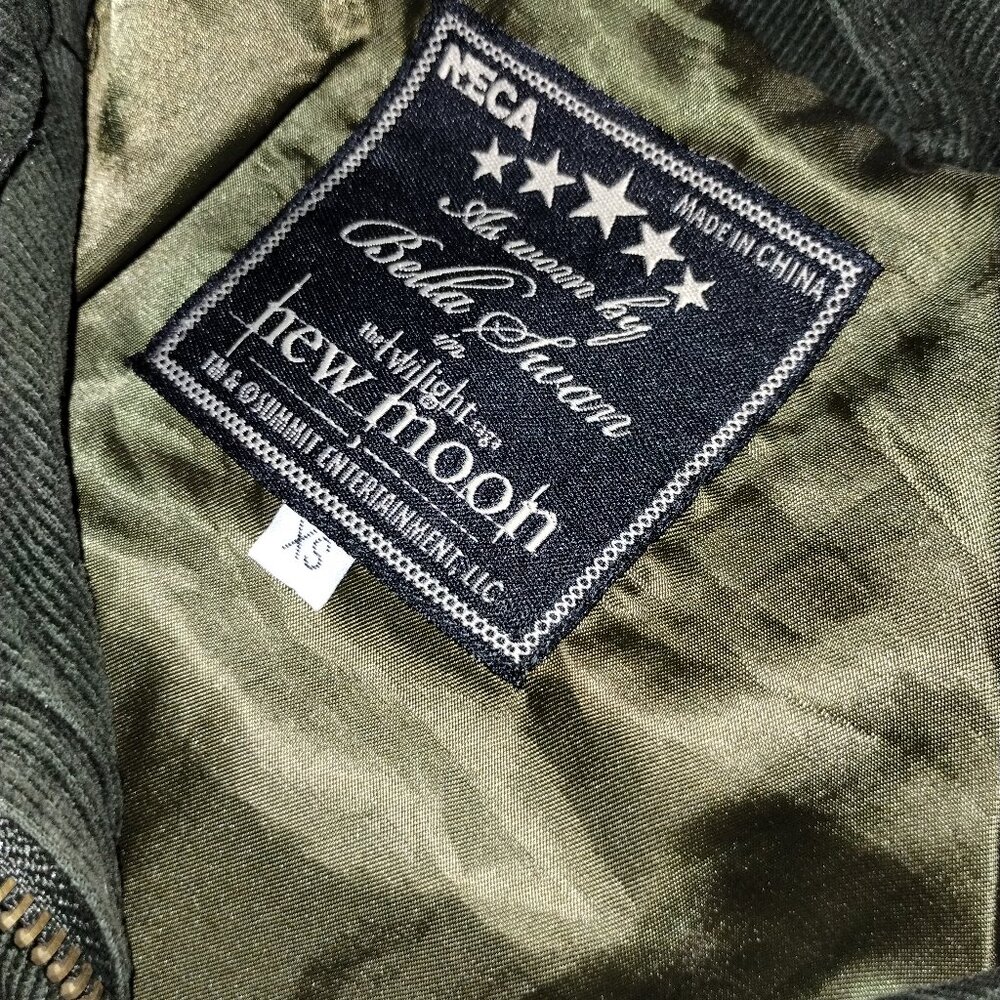 NECA
MADE IN CHINA
As worn by
Bella Swan
in
the twilight saga
new moon
TM & © SUMMIT ENTERTAINMENT, LLC
XS